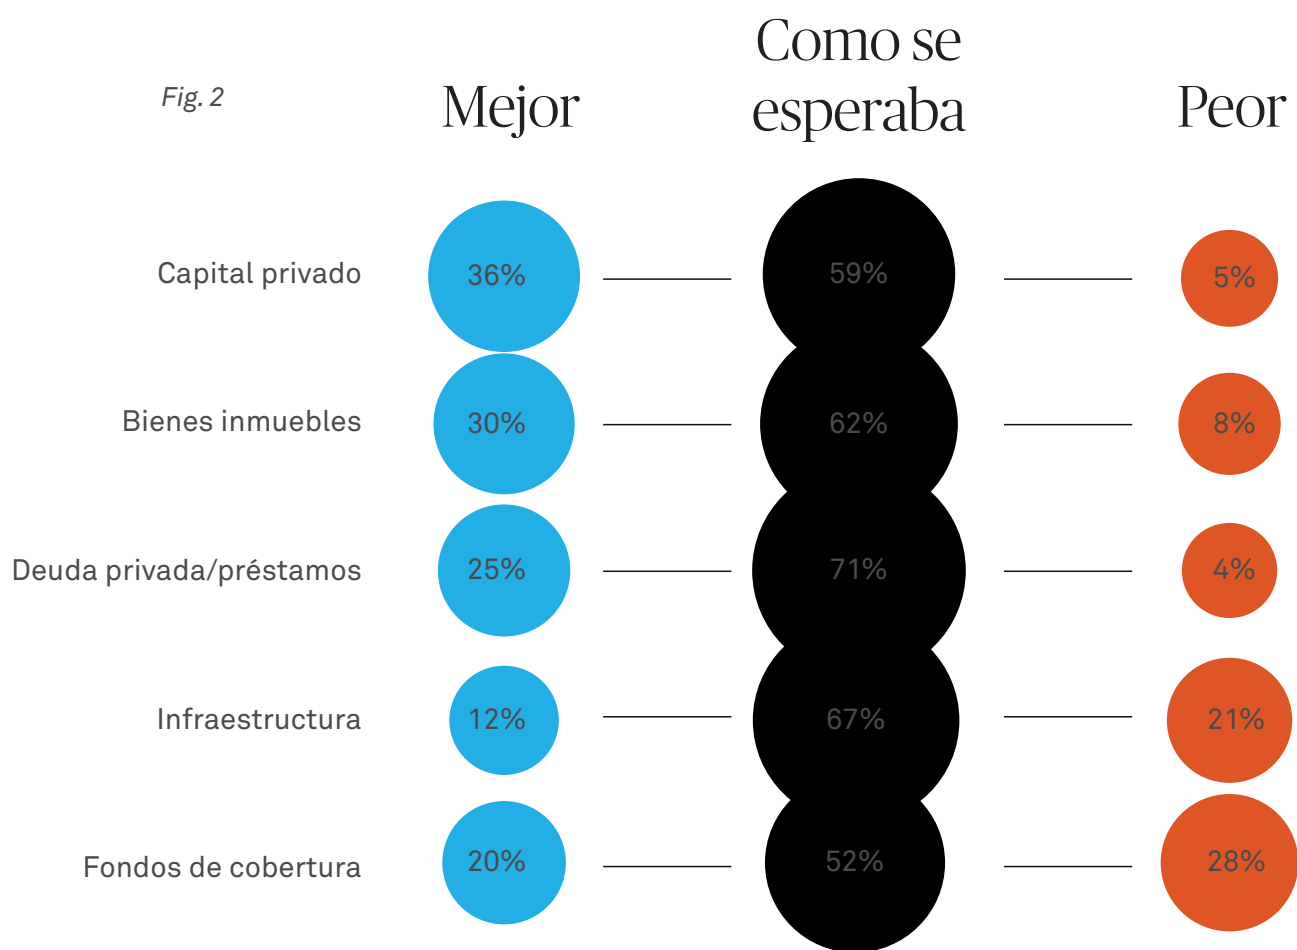 Fig. 2
Mejor
Como se
esperaba
Peor
Capital privado
36%
59%
5%
Bienes inmuebles
30%
62%
8%
Deuda privada/préstamos
25%
71%
4%
Infraestructura
12%
67%
21%
Fondos de cobertura
20%
52%
28%